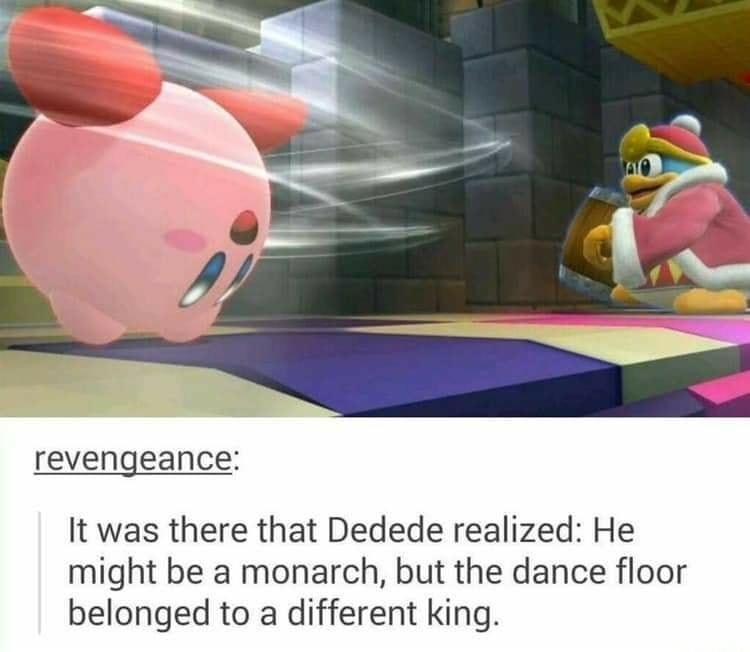 revengeance:
It was there that Dedede realized: He
might be a monarch, but the dance floor
belonged to a different king.